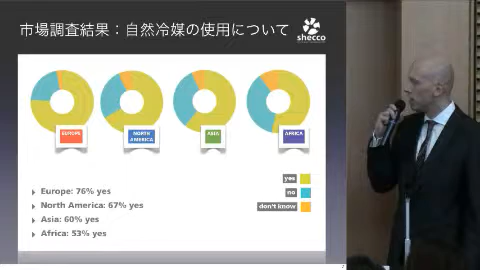 市場調査結果：自然冷媒の使用について
shecco
EUROPE
NORTH
AMERICA
ASIA
AFRICA
yes
no
don't know
Europe: 76% yes
North America: 67% yes
Asia: 60% yes
Africa: 53% yes